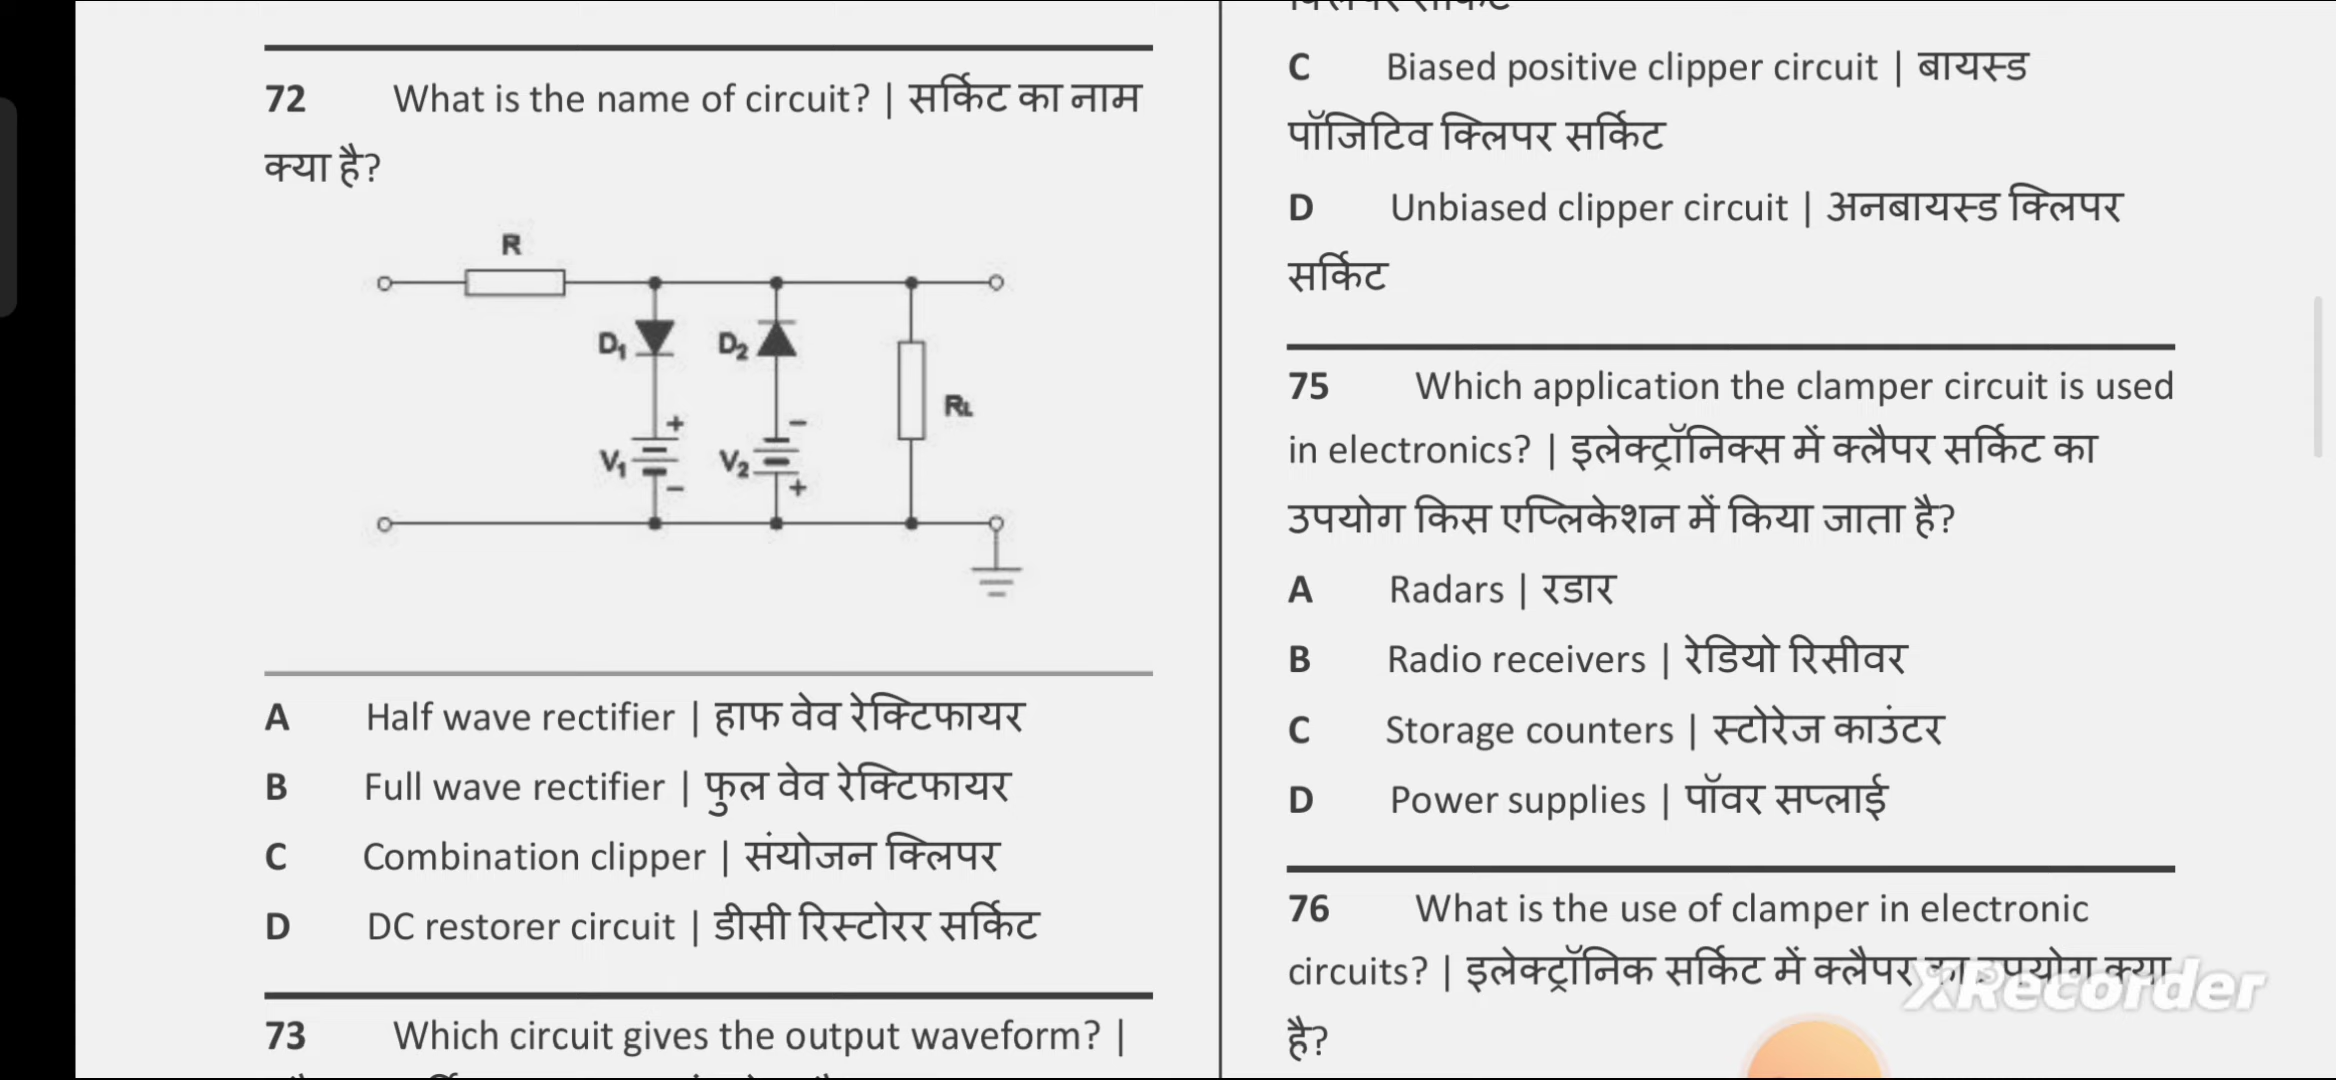 72 What is the name of circuit? | सर्किट का नाम
क्या है?
R
D1
D2
RL
+
−
V1
V2
−
+
A Half wave rectifier | हाफ वेव रेक्टिफायर
B Full wave rectifier | फुल वेव रेक्टिफायर
C Combination clipper | संयोजन क्लिपर
D DC restorer circuit | डीसी रिस्टोरर सर्किट
73 Which circuit gives the output waveform? |
C Biased positive clipper circuit | बायस्ड
पॉजिटिव क्लिपर सर्किट
D Unbiased clipper circuit | अनबायस्ड क्लिपर
सर्किट
75 Which application the clamper circuit is used
in electronics? | इलेक्ट्रॉनिक्स में क्लैपर सर्किट का
उपयोग किस एप्लिकेशन में किया जाता है?
A Radars | रडार
B Radio receivers | रेडियो रिसीवर
C Storage counters | स्टोरेज काउंटर
D Power supplies | पॉवर सप्लाई
76 What is the use of clamper in electronic
circuits? | इलेक्ट्रॉनिक सर्किट में क्लैपर का उपयोग क्या
है?
XRecorder